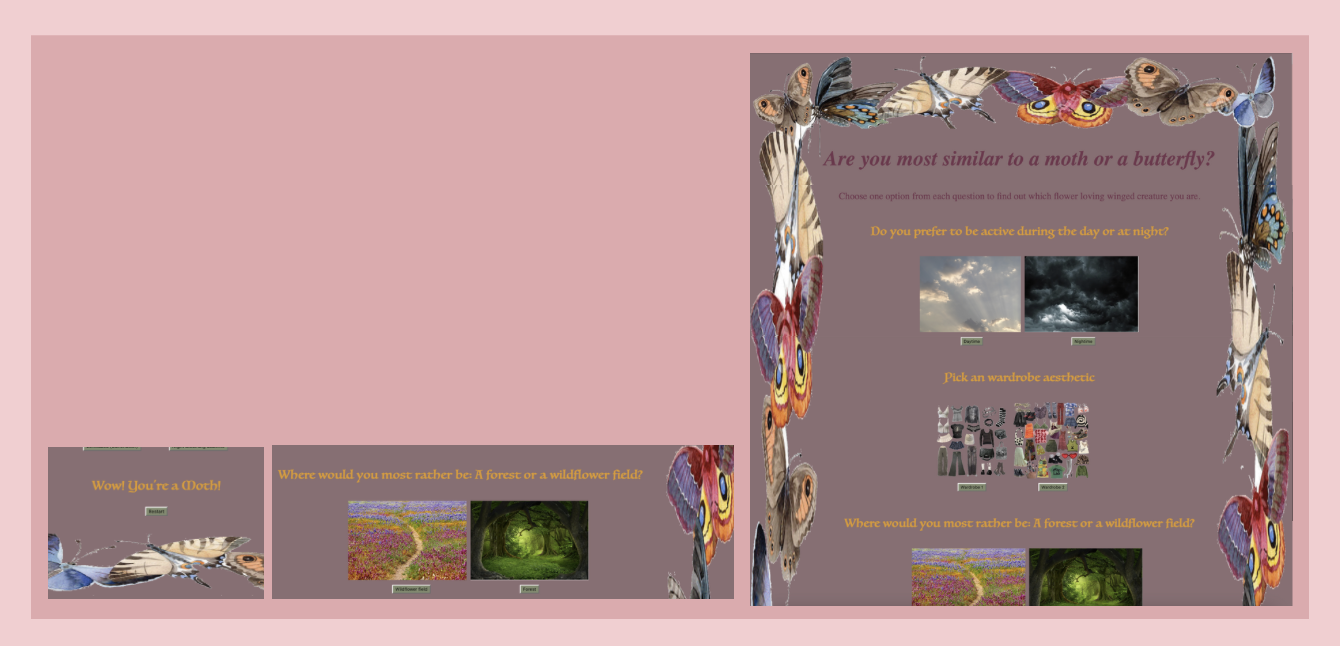 Are you most similar to a moth or a butterfly?
Choose one option from each question to find out which flower loving winged creature you are.
Do you prefer to be active during the day or at night?
Daytime
Nightime
Pick an wardrobe aesthetic
Wardrobe 1
Wardrobe 2
Where would you most rather be: A forest or a wildflower field?
Wow! You're a Moth!
Restart
Where would you most rather be: A forest or a wildflower field?
Wildflower field
Forest